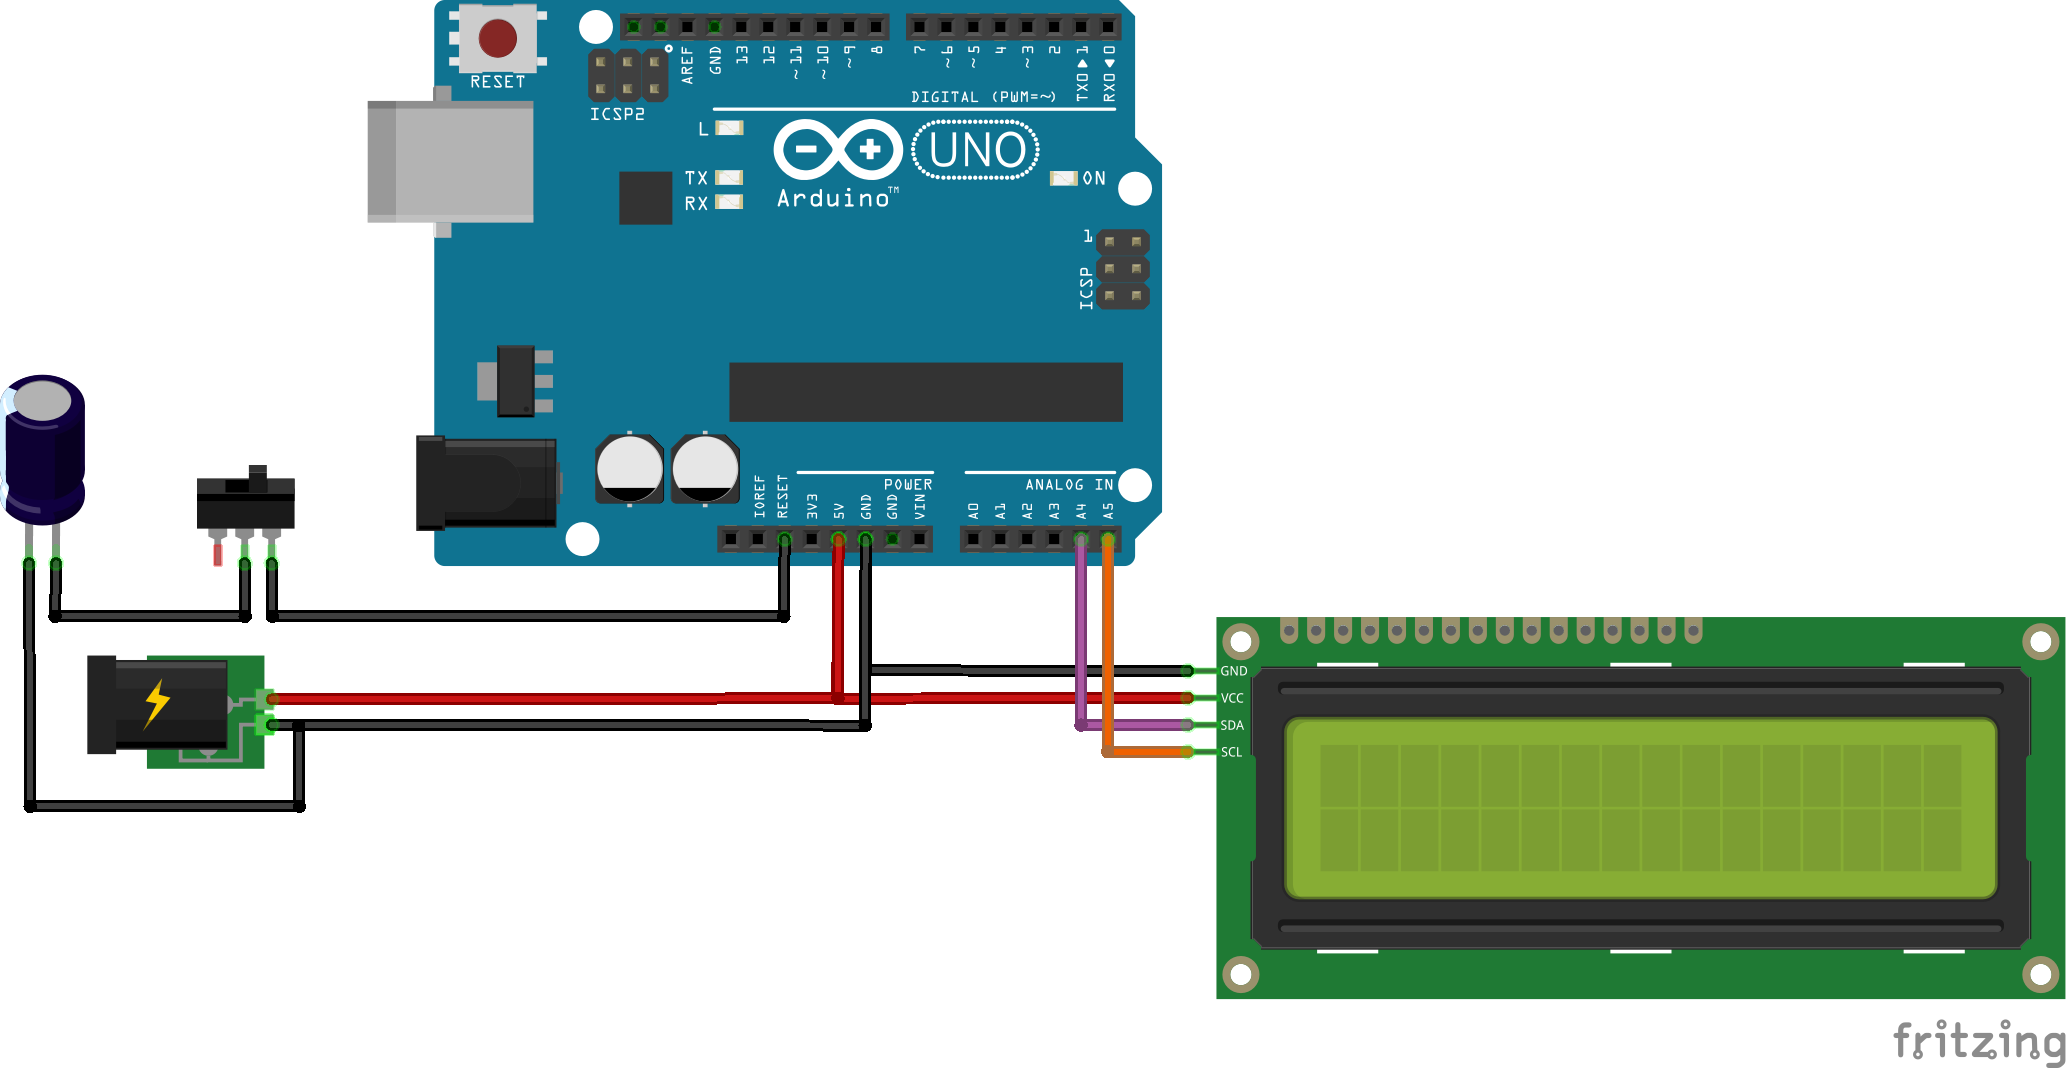 RESET
AREF
GND
13
12
~11
~10
~9
8
7
~6
~5
4
~3
2
TX0 ▶ 1
RX0 ◀ 0
ICSP2
DIGITAL (PWM=~)
L
TX
RX
Arduino™
UNO
ON
1
ICSP
POWER
ANALOG IN
IOREF
RESET
3V3
5V
GND
GND
VIN
A0
A1
A2
A3
A4
A5
GND
VCC
SDA
SCL
fritzing